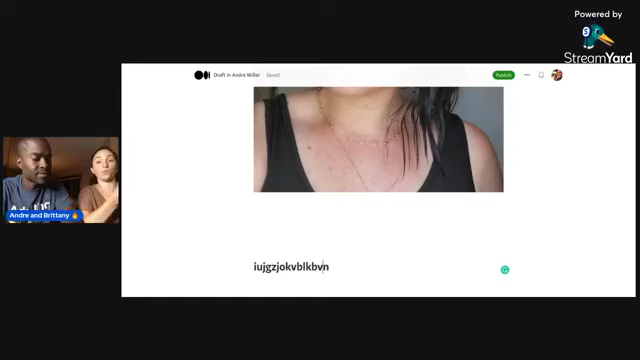 Powered by
StreamYard
Draft in Andre Miller
Saved
Publish
Andre and Brittany 🔥
iujgzjokvblkbvn